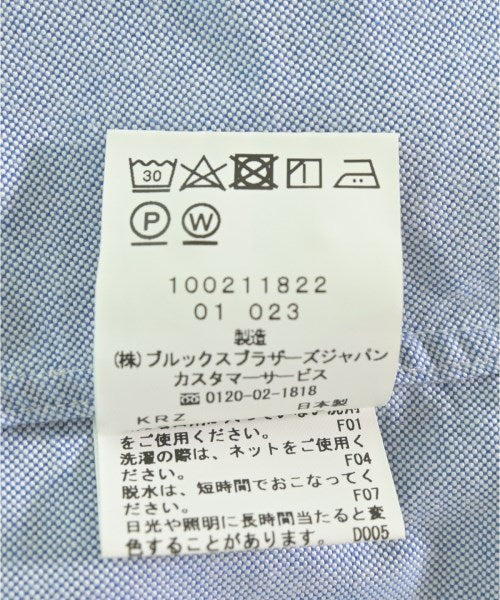 30
P W
100211822
01 023
製造
(株)ブルックスブラザーズジャパン
カスタマーサービス
0120-02-1818
KRZ 日本製
をご使用ください。 F01
洗濯の際は、ネットをご使用く
ださい。 F04
脱水は、短時間でおこなってく
ださい。 F07
日光や照明に長時間当たると変
色することがあります。 D005